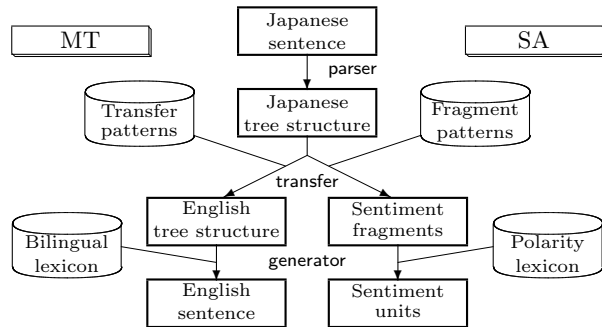 MT
Japanese
sentence
SA
parser
Transfer
patterns
Japanese
tree structure
Fragment
patterns
transfer
English
tree structure
Sentiment
fragments
Bilingual
lexicon
generator
Polarity
lexicon
English
sentence
Sentiment
units